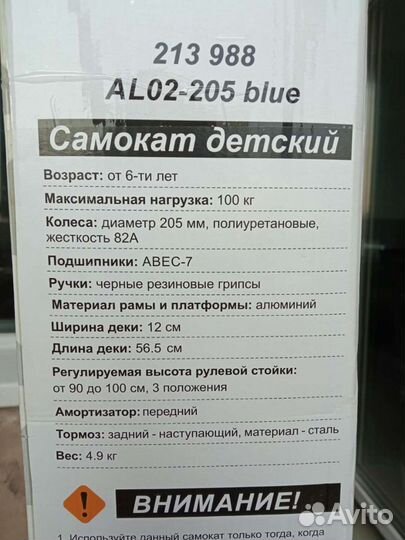 213 988
AL02-205 blue
Самокат детский
Возраст: от 6-ти лет
Максимальная нагрузка: 100 кг
Колеса: диаметр 205 мм, полиуретановые,
жесткость 82А
Подшипники: ABEC-7
Ручки: черные резиновые грипсы
Материал рамы и платформы: алюминий
Ширина деки: 12 см
Длина деки: 56.5 см
Регулируемая высота рулевой стойки:
от 90 до 100 см, 3 положения
Амортизатор: передний
Тормоз: задний - наступающий, материал - сталь
Вес: 4.9 кг
ВНИМАНИЕ!
1. Используйте данный самокат только тогда, когда
Avito